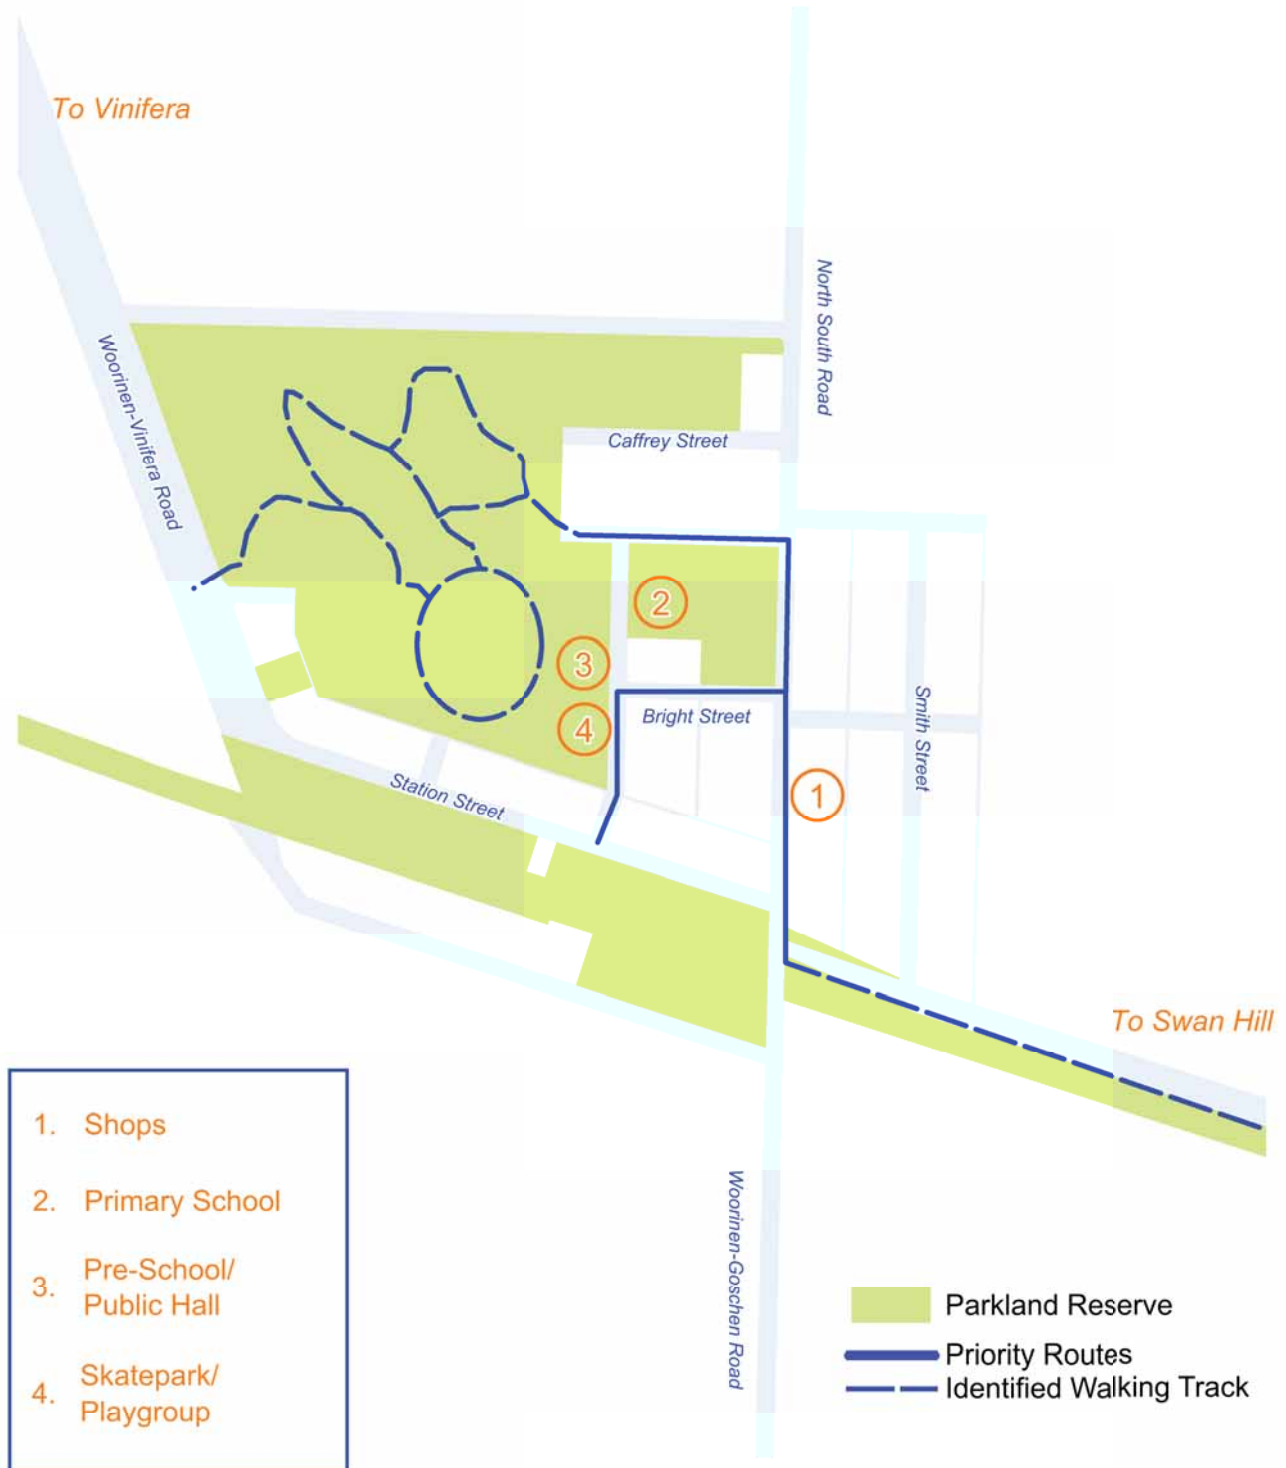 To Vinifera
North South Road
Woorinen-Vinifera Road
Caffrey Street
2
3
Smith Street
Bright Street
4
Station Street
1
To Swan Hill
1. Shops
2. Primary School
3. Pre-School/
Public Hall
4. Skatepark/
Playgroup
Woorinen-Goschen Road
Parkland Reserve
Priority Routes
Identified Walking Track